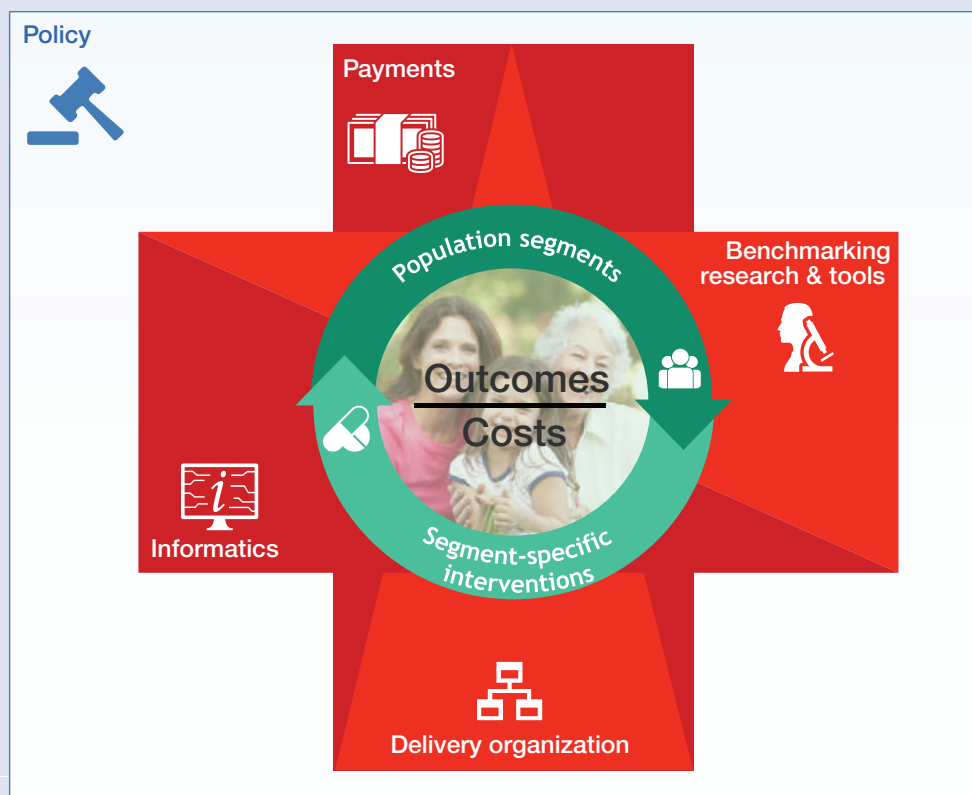 Policy
Payments
Population segments
Benchmarking
research & tools
Outcomes
Costs
Segment-specific
interventions
i
Informatics
Delivery organization